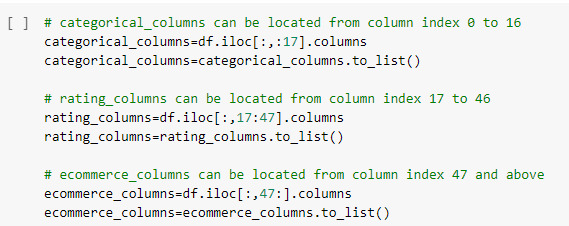 [ ] # categorical_columns can be located from column index 0 to 16
categorical_columns=df.iloc[:,:17].columns
categorical_columns=categorical_columns.to_list()

# rating_columns can be located from column index 17 to 46
rating_columns=df.iloc[:,17:47].columns
rating_columns=rating_columns.to_list()

# ecommerce_columns can be located from column index 47 and above
ecommerce_columns=df.iloc[:,47:].columns
ecommerce_columns=ecommerce_columns.to_list()